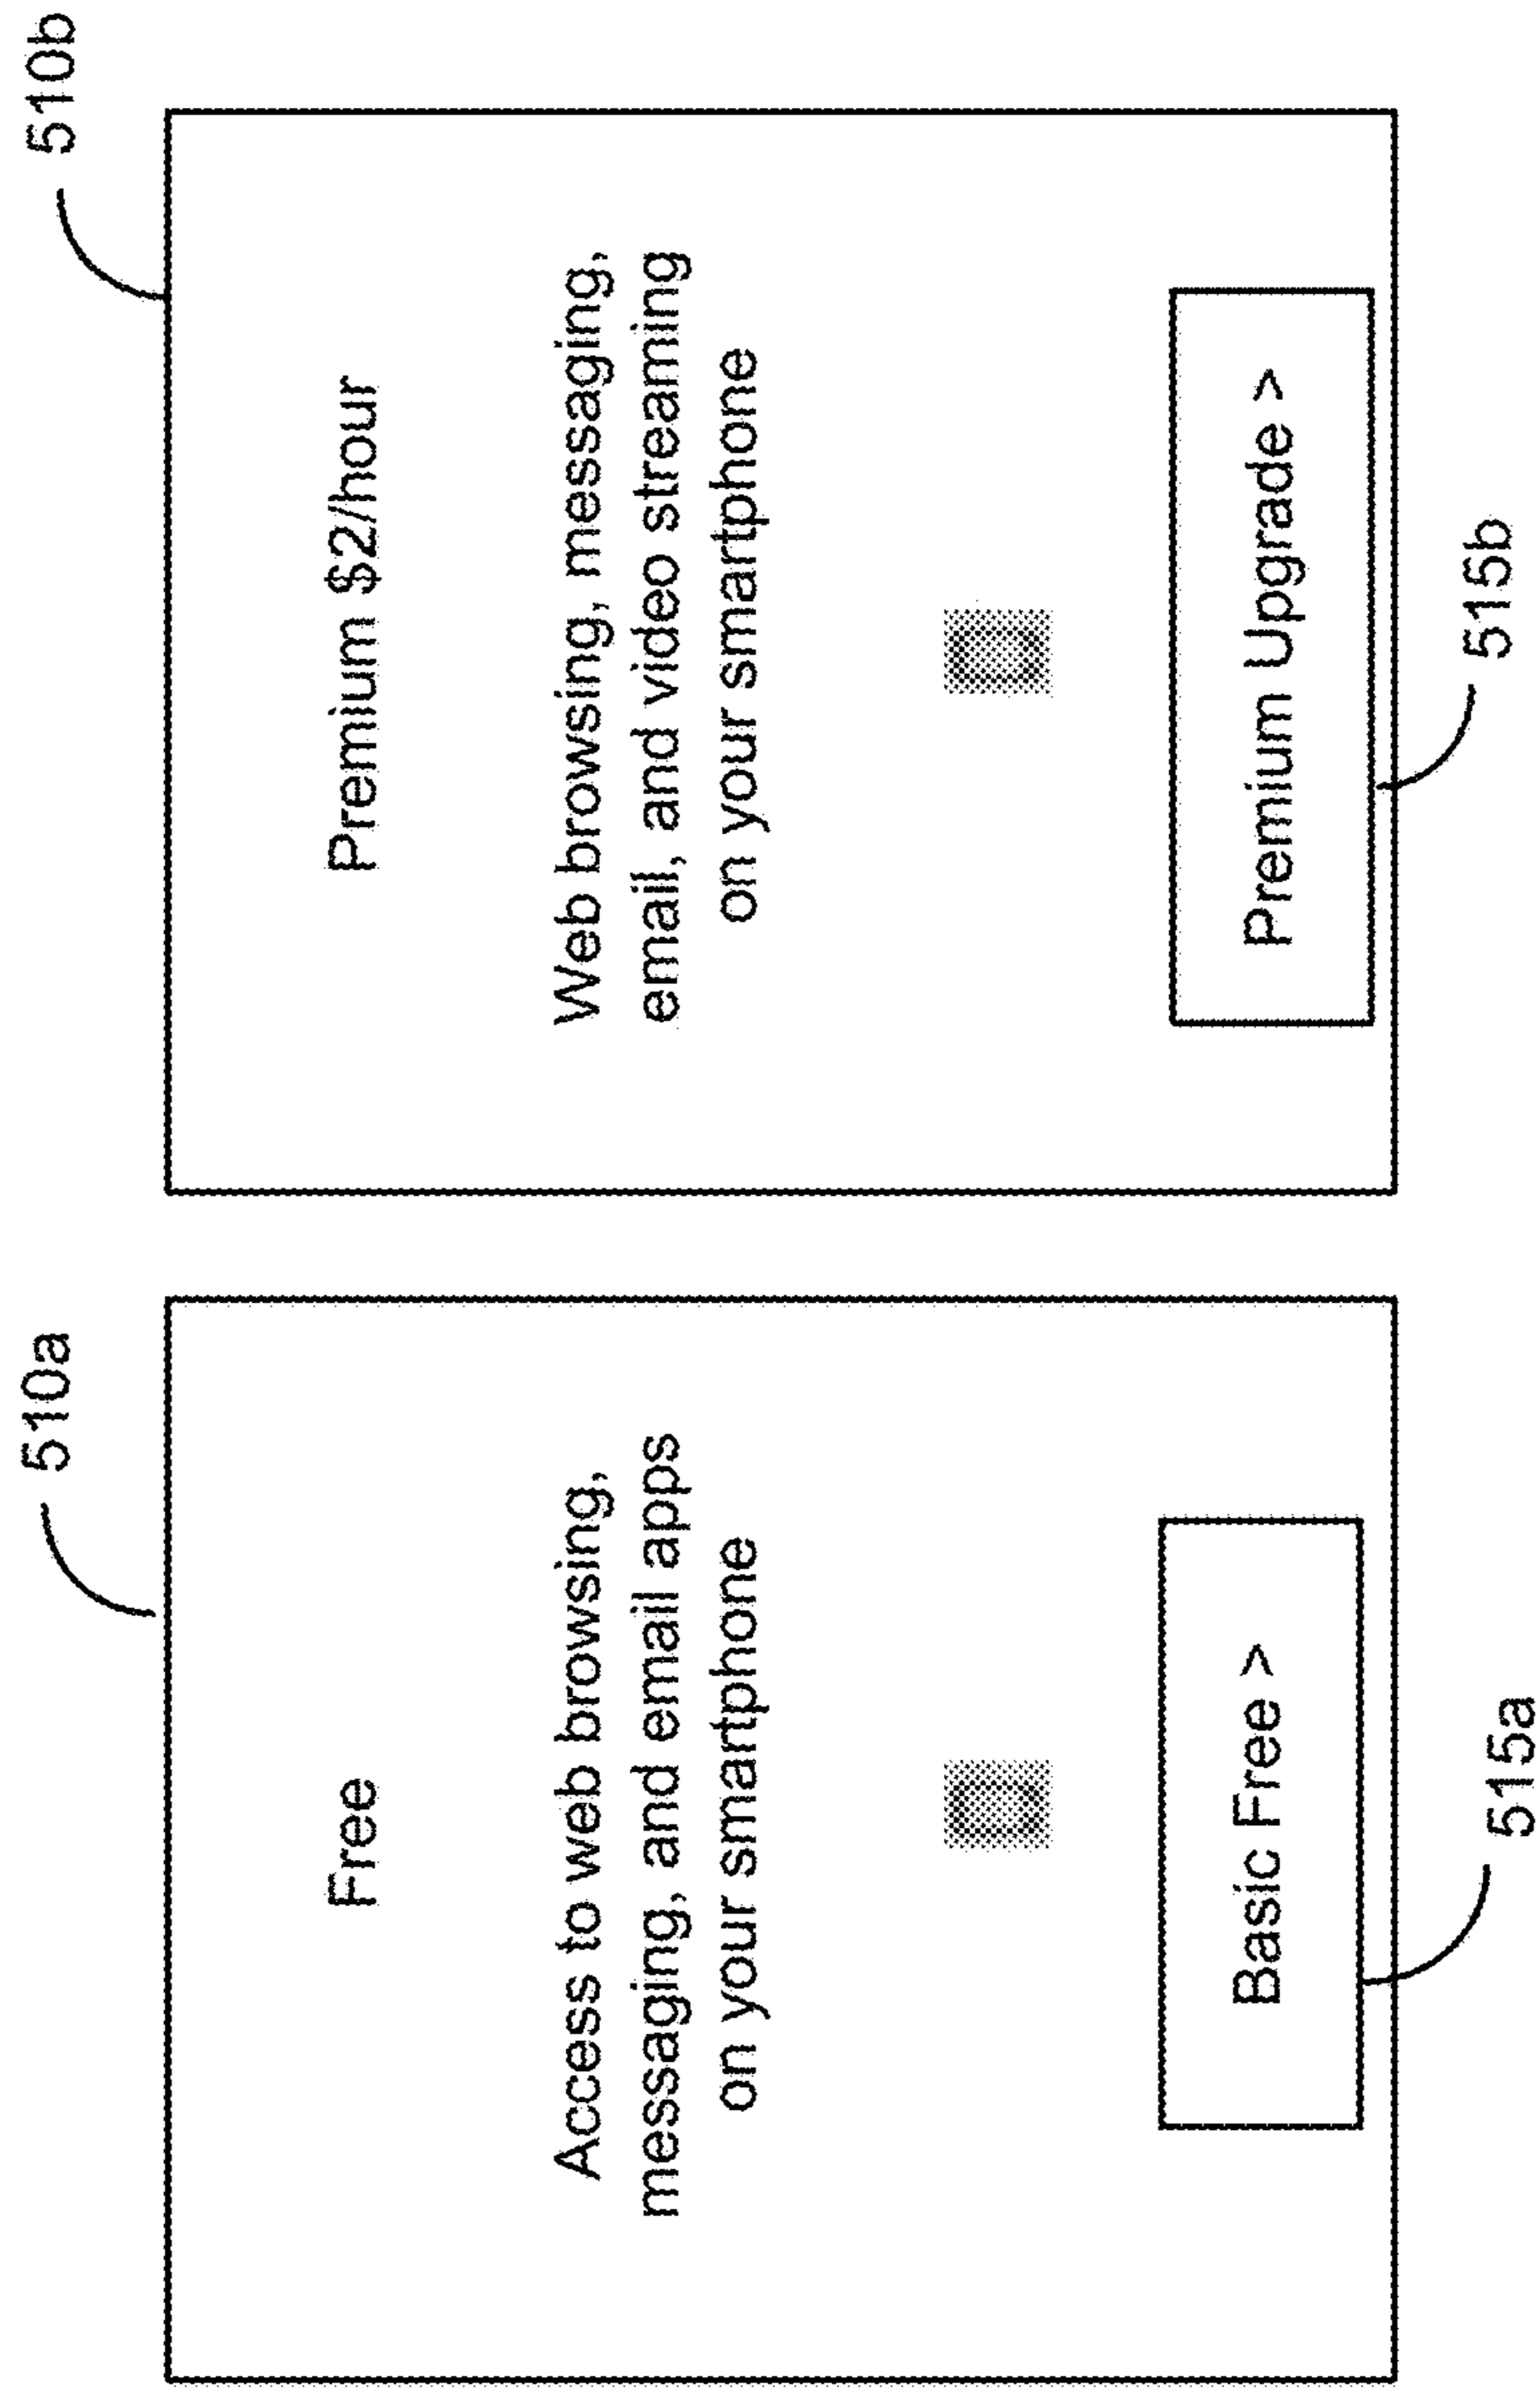 510a
Free
Access to web browsing,
messaging, and email apps
on your smartphone
Basic Free >
515a
510b
Premium $2/hour
Web browsing, messaging,
email, and video streaming
on your smartphone
Premium Upgrade >
515b